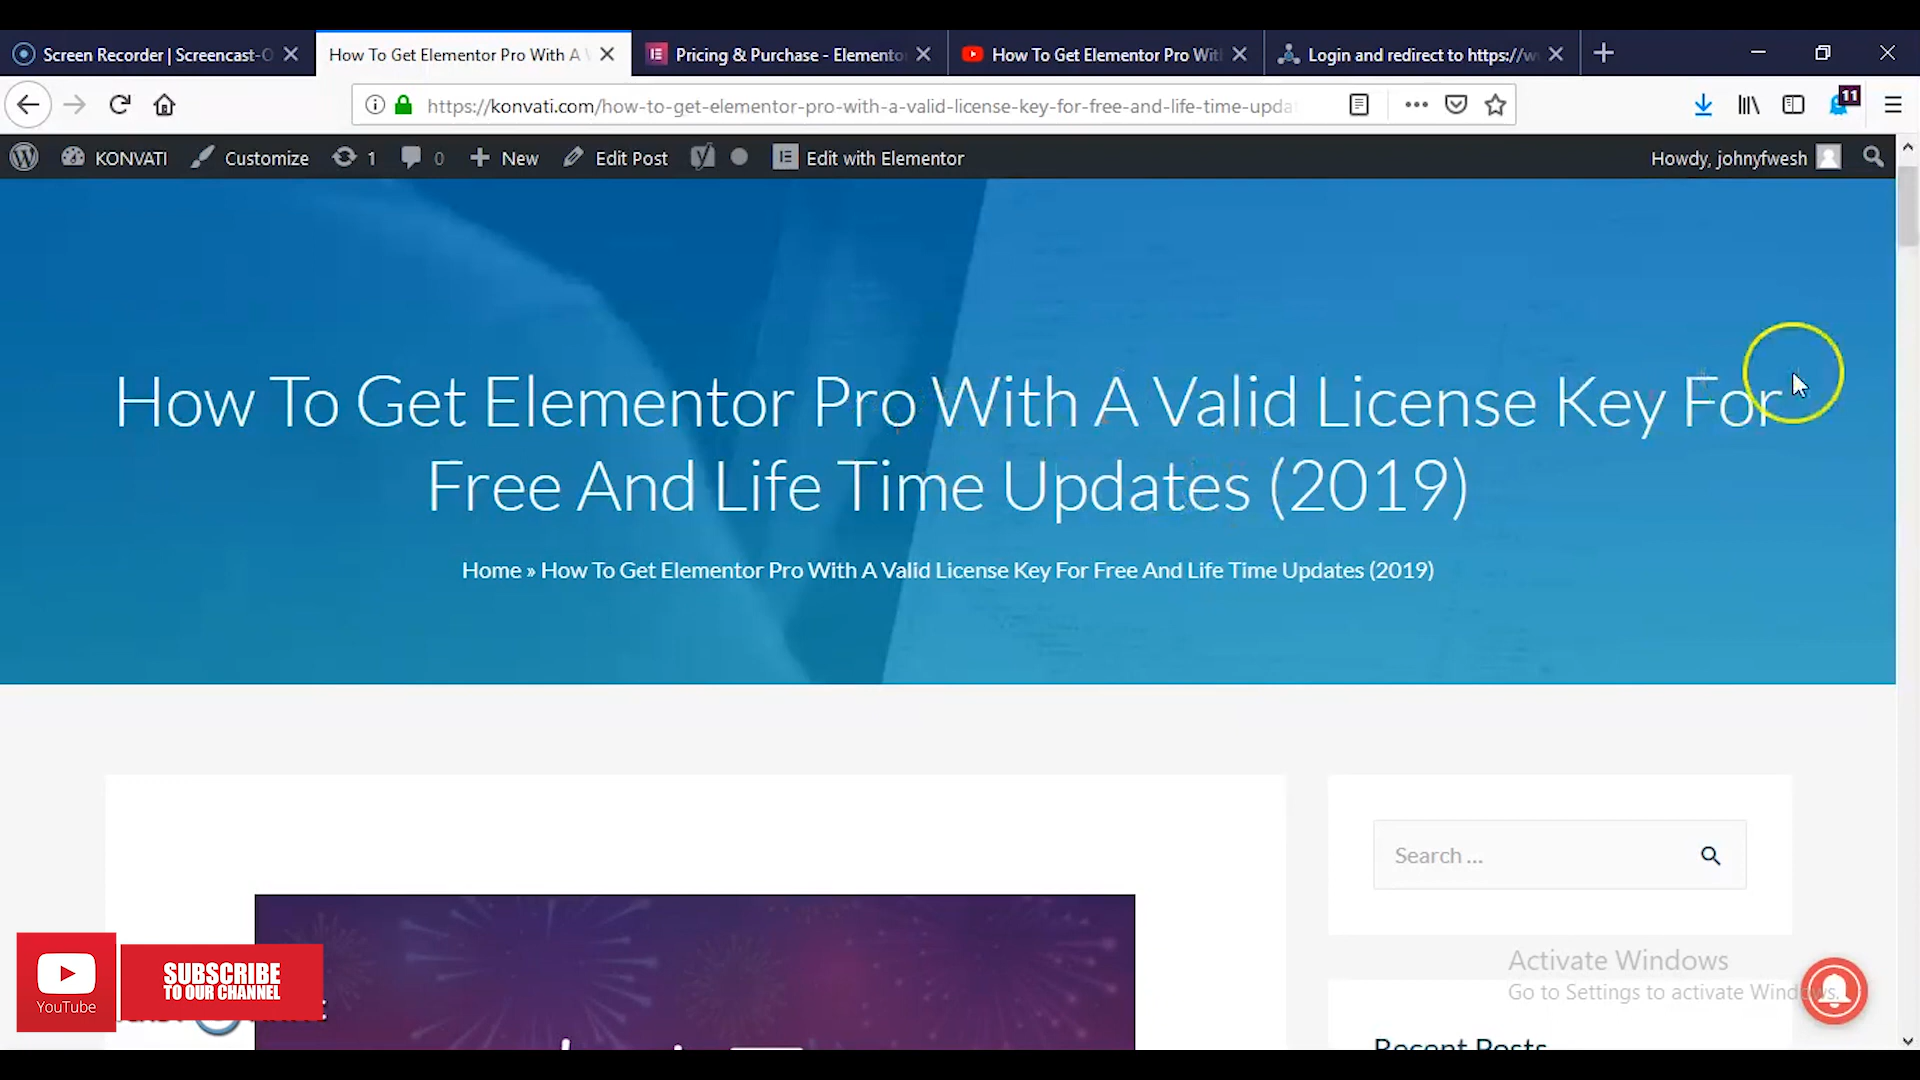 Screen Recorder | Screencast-O
How To Get Elementor Pro With A
Pricing & Purchase - Elemento
How To Get Elementor Pro Wit
Login and redirect to https://w
https://konvati.com/how-to-get-elementor-pro-with-a-valid-license-key-for-free-and-life-time-upda
11
KONVATI
Customize
1
0
New
Edit Post
Edit with Elementor
Howdy, johnyfwesh
How To Get Elementor Pro With A Valid License Key For
Free And Life Time Updates (2019)
Home » How To Get Elementor Pro With A Valid License Key For Free And Life Time Updates (2019)
Search ...
Activate Windows
Go to Settings to activate Windows.
YouTube
SUBSCRIBE
TO OUR CHANNEL
Recent Posts